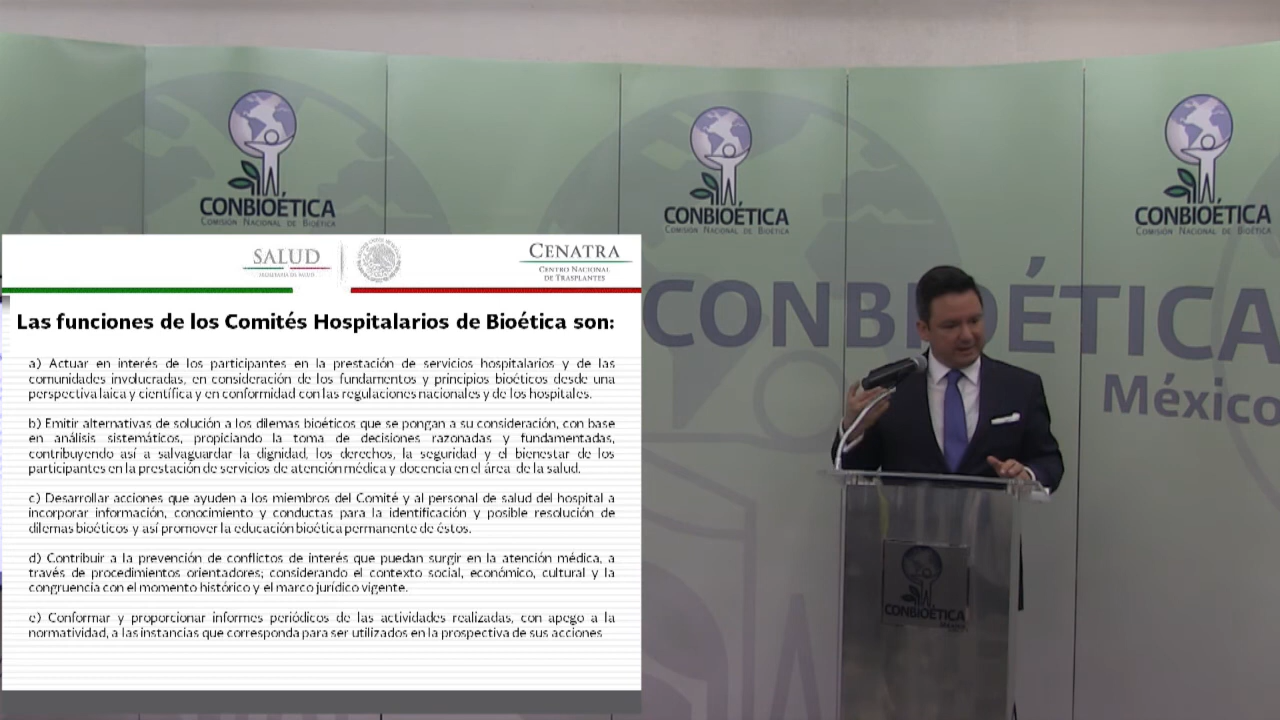 CONBIOÉTICA
COMISIÓN NACIONAL DE BIOÉTICA
CONBIOÉTICA
COMISIÓN NACIONAL DE BIOÉTICA
CONBIOÉTICA
COMISIÓN NACIONAL DE BIOÉTICA
SALUD
SECRETARÍA DE SALUD
CENATRA
CENTRO NACIONAL
DE TRASPLANTES
Las funciones de los Comités Hospitalarios de Bioética son:
a) Actuar en interés de los participantes en la prestación de servicios hospitalarios y de las
comunidades involucradas, en consideración de los fundamentos y principios bioéticos desde una
perspectiva laica y científica y en conformidad con las regulaciones nacionales y de los hospitales.
b) Emitir alternativas de solución a los dilemas bioéticos que se pongan a su consideración, con base
en análisis sistemáticos, propiciando la toma de decisiones razonadas y fundamentadas,
contribuyendo así a salvaguardar la dignidad, los derechos, la seguridad y el bienestar de los
participantes en la prestación de servicios de atención médica y docencia en el área de la salud.
c) Desarrollar acciones que ayuden a los miembros del Comité y al personal de salud del hospital a
incorporar información, conocimiento y conductas para la identificación y posible resolución de
dilemas bioéticos y así promover la educación bioética permanente de éstos.
d) Contribuir a la prevención de conflictos de interés que puedan surgir en la atención médica, a
través de procedimientos orientadores; considerando el contexto social, económico, cultural y la
congruencia con el momento histórico y el marco jurídico vigente.
e) Conformar y proporcionar informes periódicos de las actividades realizadas, con apego a la
normatividad, a las instancias que corresponda para ser utilizados en la prospectiva de sus acciones
CONB ÉTICA
México
CONBIOÉTICA
MÉXICO